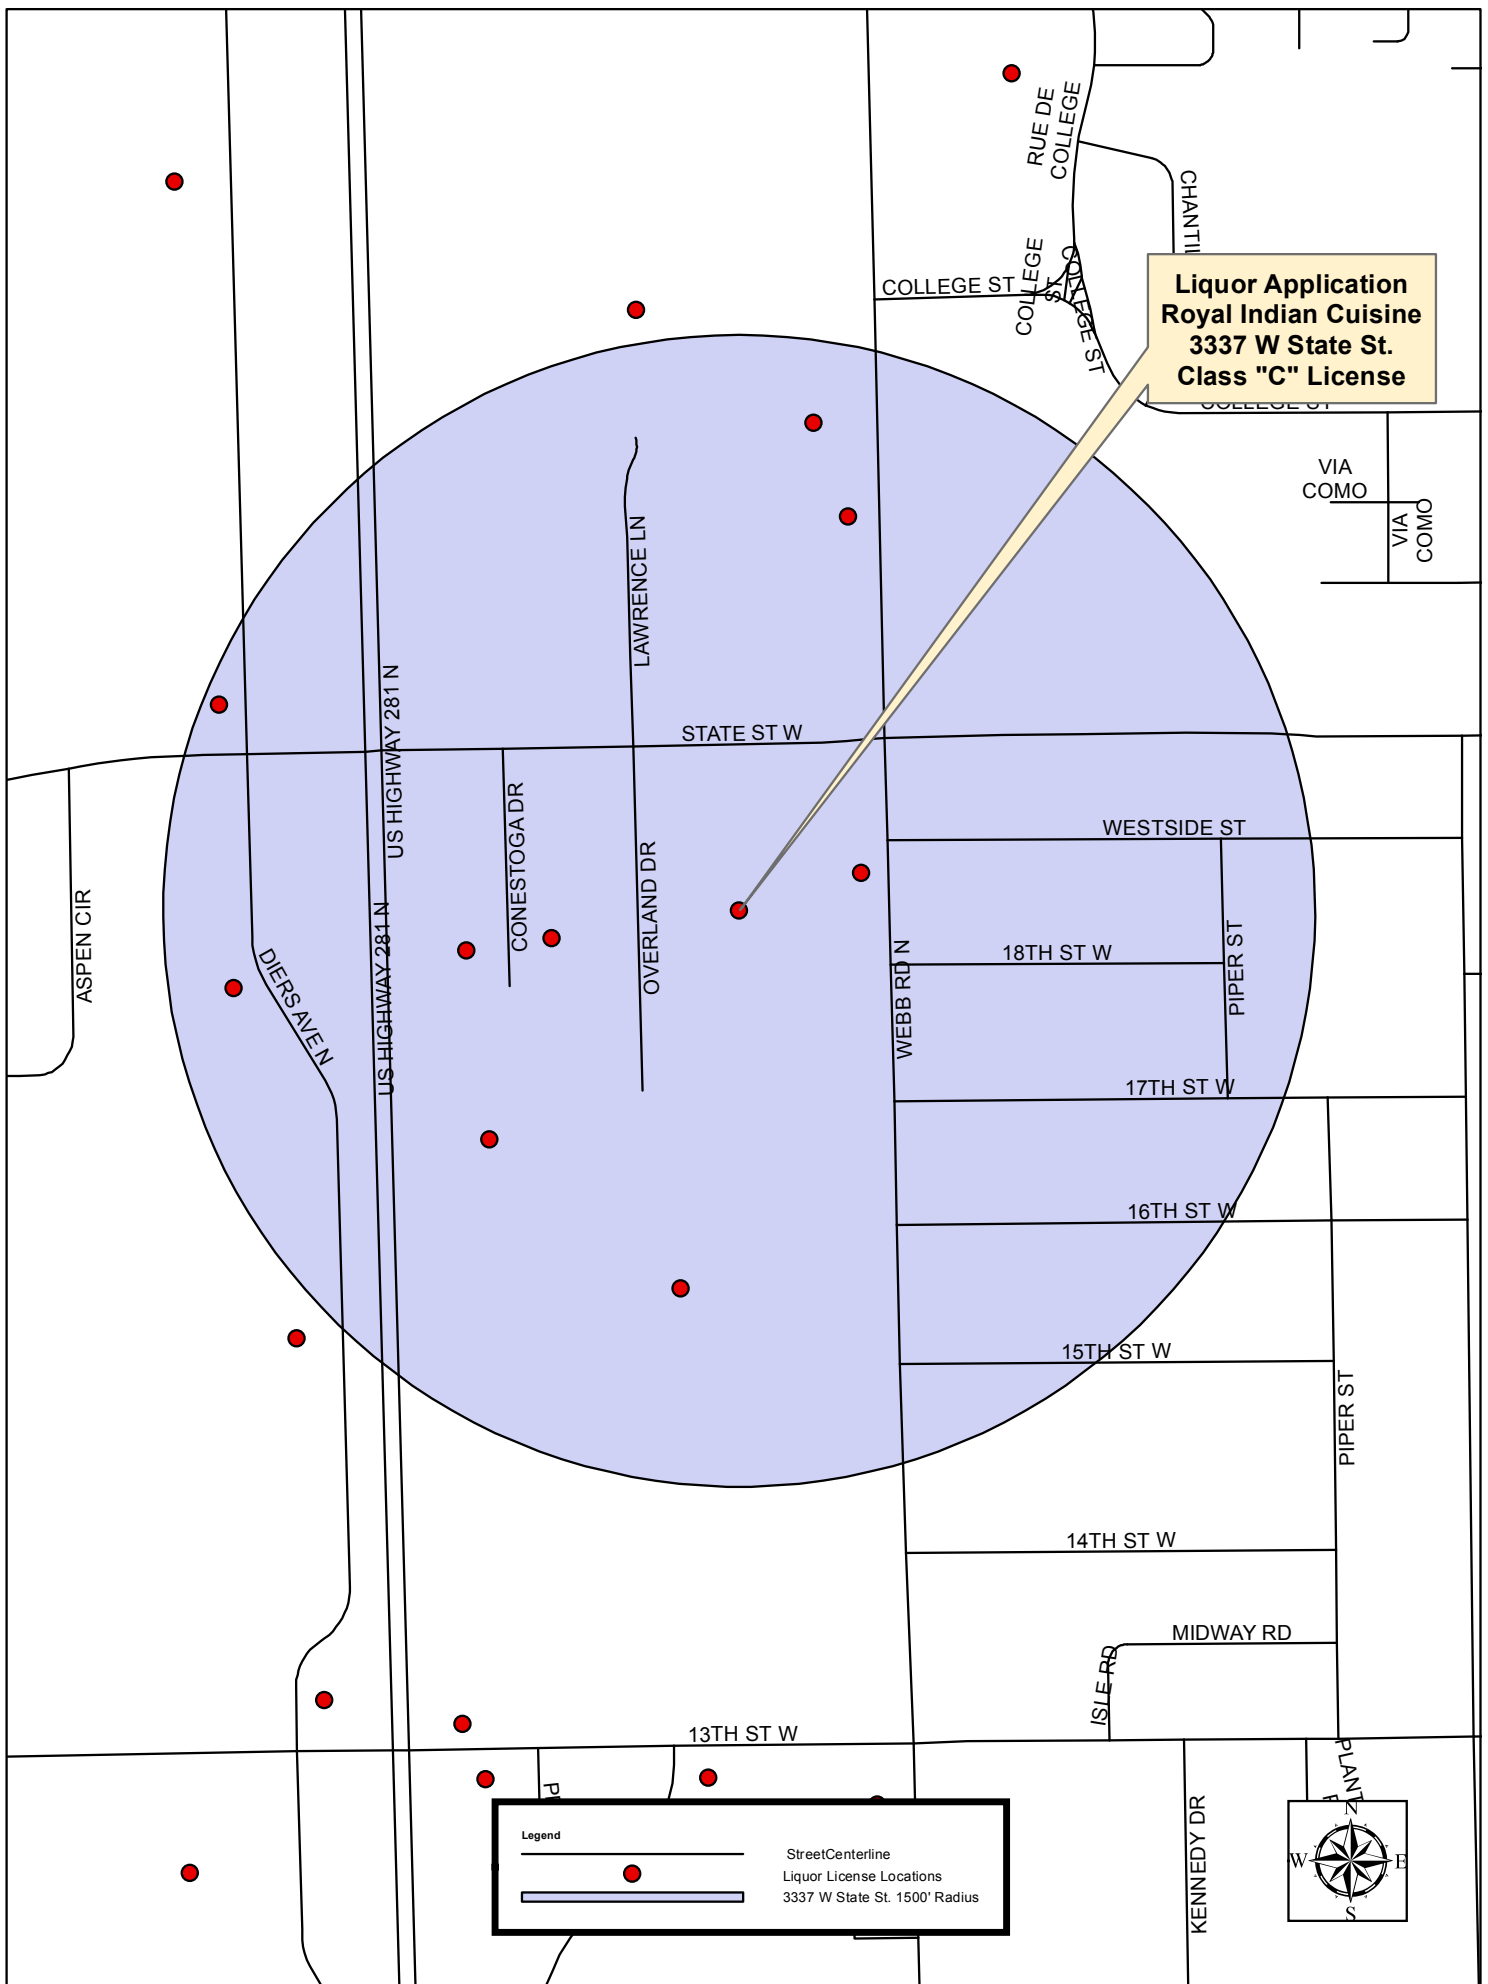 RUE DE
COLLEGE
COLLEGE ST
COLLEGE
ST
COLLEGE ST
Liquor Application
Royal Indian Cuisine
3337 W State St.
Class "C" License
VIA
COMO
VIA
COMO
LAWRENCE LN
US HIGHWAY 281 N
STATE ST W
CONESTOGA DR
OVERLAND DR
WESTSIDE ST
ASPEN CIR
DIERS AVE N
US HIGHWAY 281 N
WEBB RD N
18TH ST W
PIPER ST
17TH ST W
16TH ST W
15TH ST W
PIPER ST
14TH ST W
MIDWAY RD
ISLE RD
13TH ST W
KENNEDY DR
Legend
StreetCenterline
Liquor License Locations
3337 W State St. 1500' Radius
N
W E
S